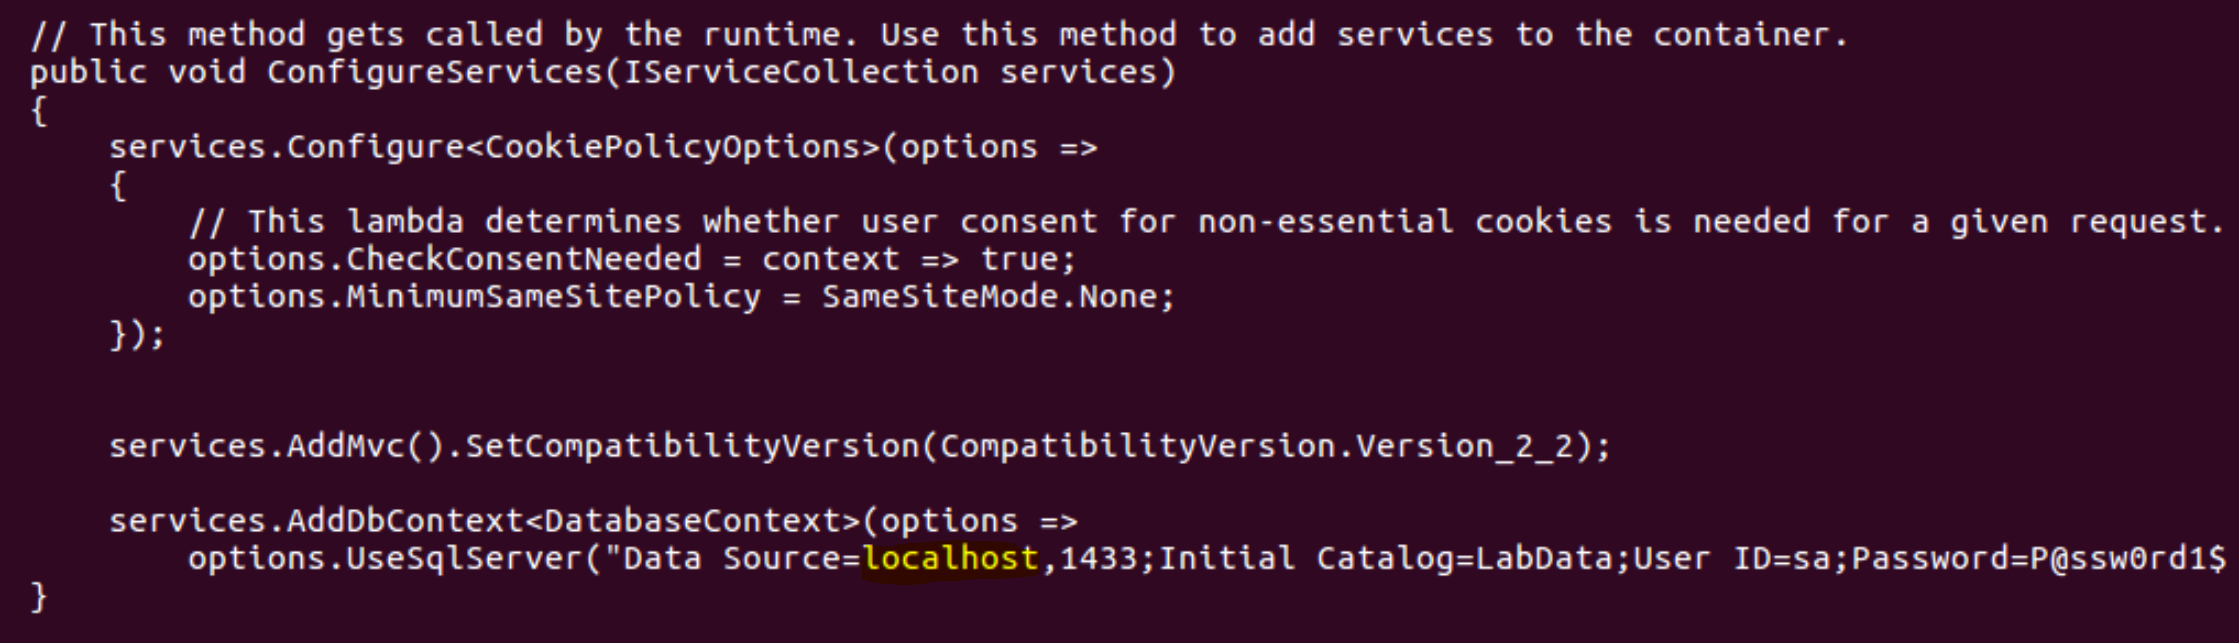 // This method gets called by the runtime. Use this method to add services to the container.
public void ConfigureServices(IServiceCollection services)
{
    services.Configure<CookiePolicyOptions>(options =>
    {
        // This lambda determines whether user consent for non-essential cookies is needed for a given request.
        options.CheckConsentNeeded = context => true;
        options.MinimumSameSitePolicy = SameSiteMode.None;
    });
    services.AddMvc().SetCompatibilityVersion(CompatibilityVersion.Version_2_2);
    services.AddDbContext<DatabaseContext>(options =>
        options.UseSqlServer("Data Source=localhost,1433;Initial Catalog=LabData;User ID=sa;Password=P@ssw0rd1$
}